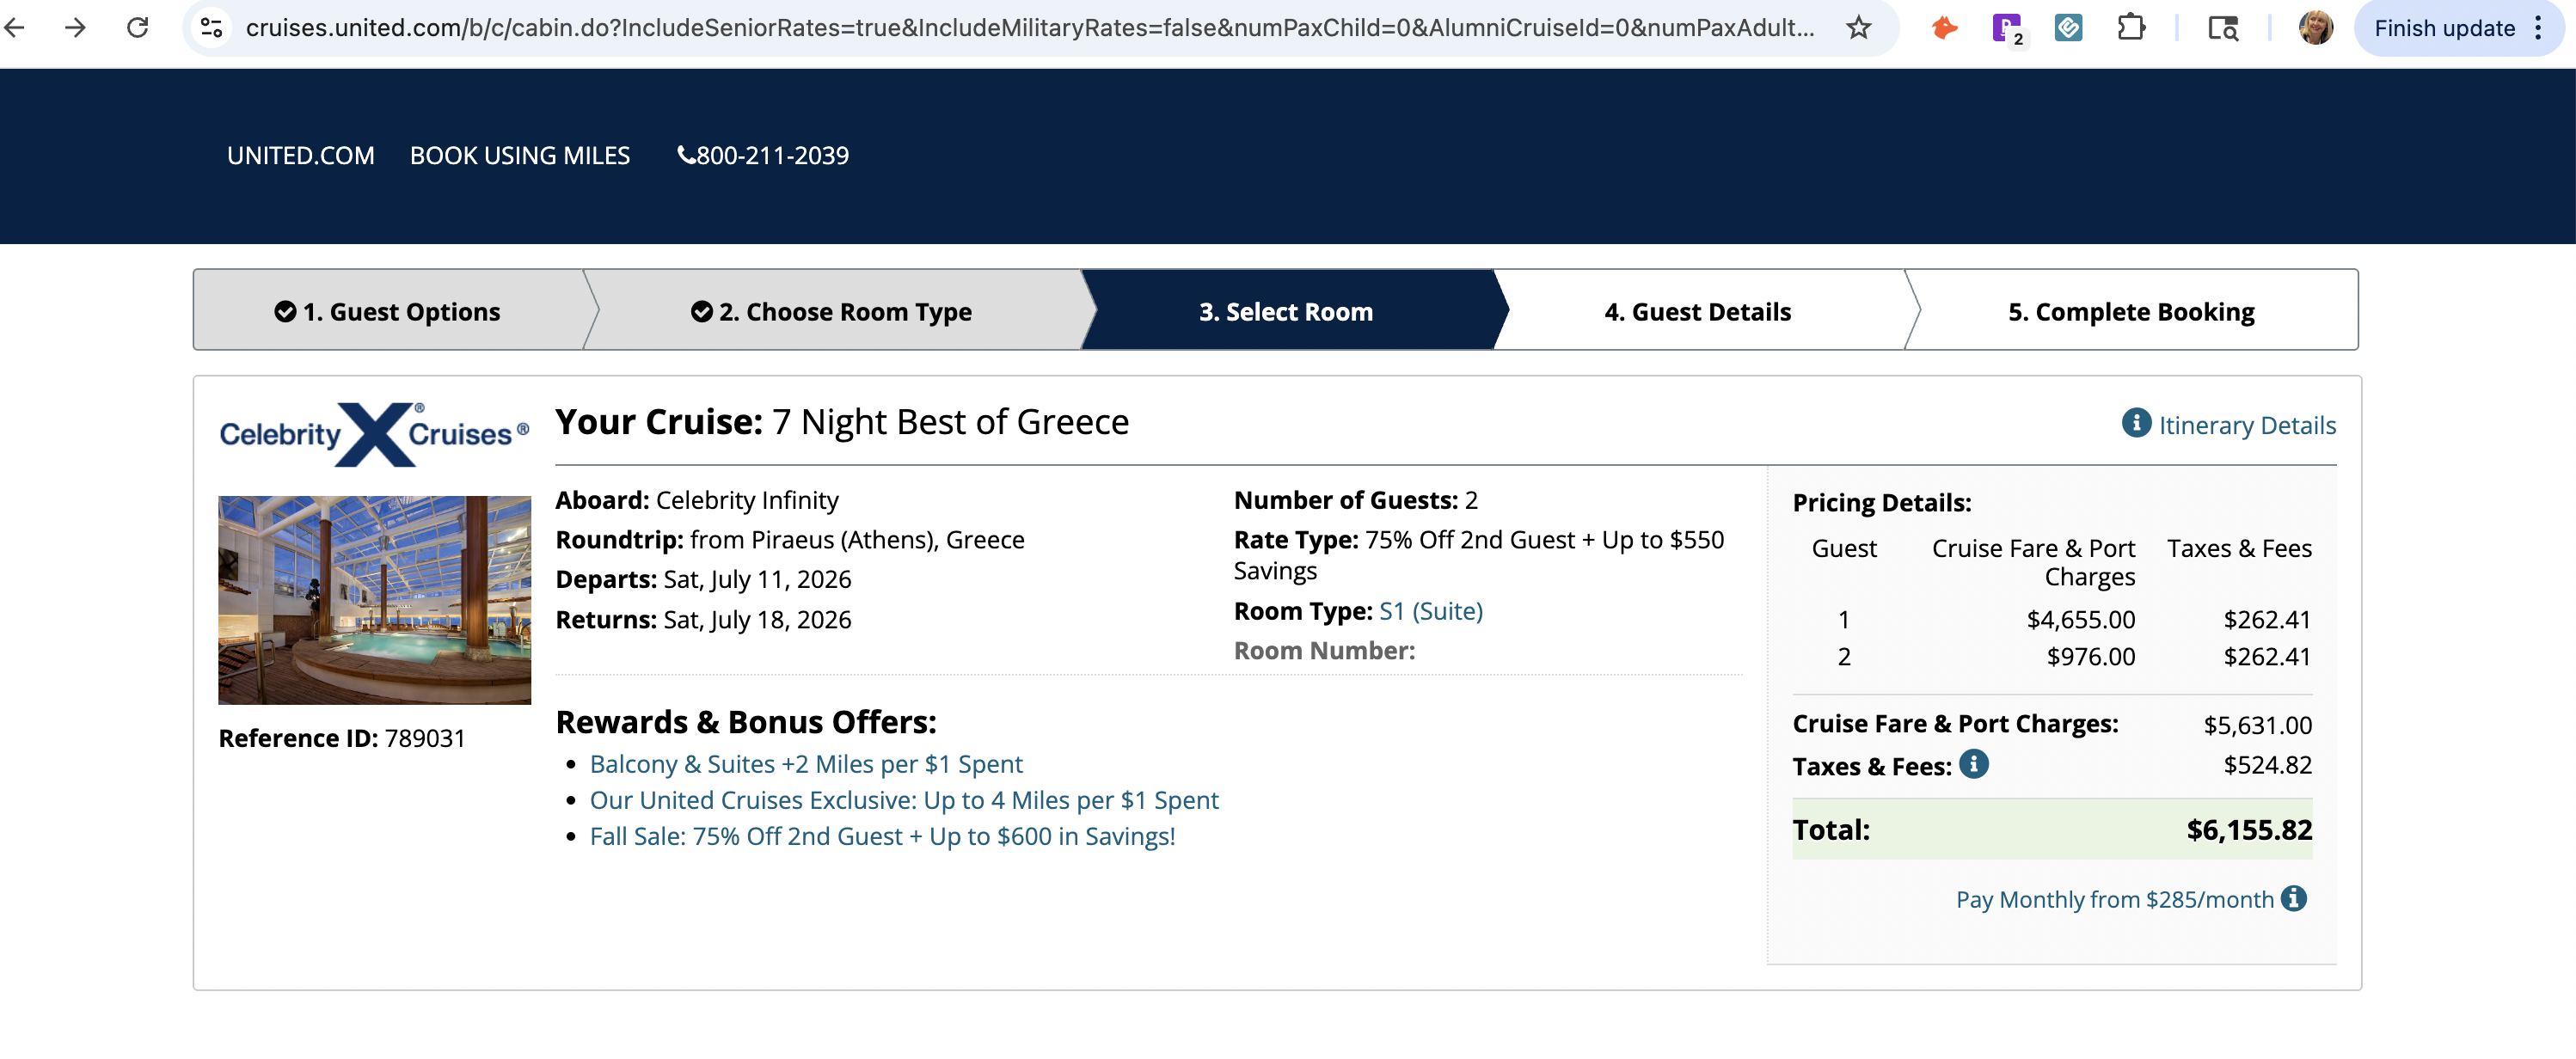 cruises.united.com/b/c/cabin.do?IncludeSeniorRates=true&IncludeMilitaryRates=false&numPaxChild=0&AlumniCruiseId=0&numPaxAdult...
2
Finish update
UNITED.COM BOOK USING MILES 800-211-2039
1. Guest Options
2. Choose Room Type
3. Select Room
4. Guest Details
5. Complete Booking
Celebrity X Cruises®
Your Cruise: 7 Night Best of Greece
Itinerary Details
Aboard: Celebrity Infinity
Roundtrip: from Piraeus (Athens), Greece
Departs: Sat, July 11, 2026
Returns: Sat, July 18, 2026
Number of Guests: 2
Rate Type: 75% Off 2nd Guest + Up to $550
Savings
Room Type: S1 (Suite)
Room Number:
Reference ID: 789031
Rewards & Bonus Offers:
• Balcony & Suites +2 Miles per $1 Spent
• Our United Cruises Exclusive: Up to 4 Miles per $1 Spent
• Fall Sale: 75% Off 2nd Guest + Up to $600 in Savings!
Pricing Details:
Guest Cruise Fare & Port Taxes & Fees
Charges
1 $4,655.00 $262.41
2 $976.00 $262.41
Cruise Fare & Port Charges: $5,631.00
Taxes & Fees: $524.82
Total: $6,155.82
Pay Monthly from $285/month